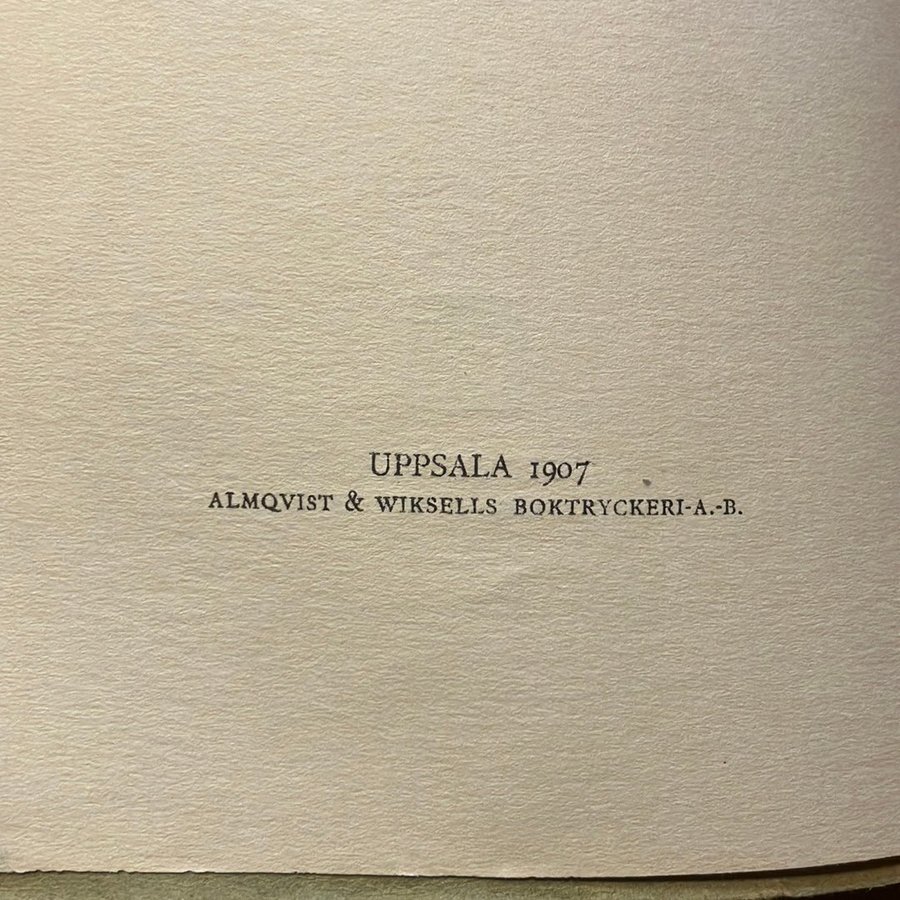 UPPSALA 1907
ALMQVIST & WIKSELLS BOKTRYCKERI-A.-B.